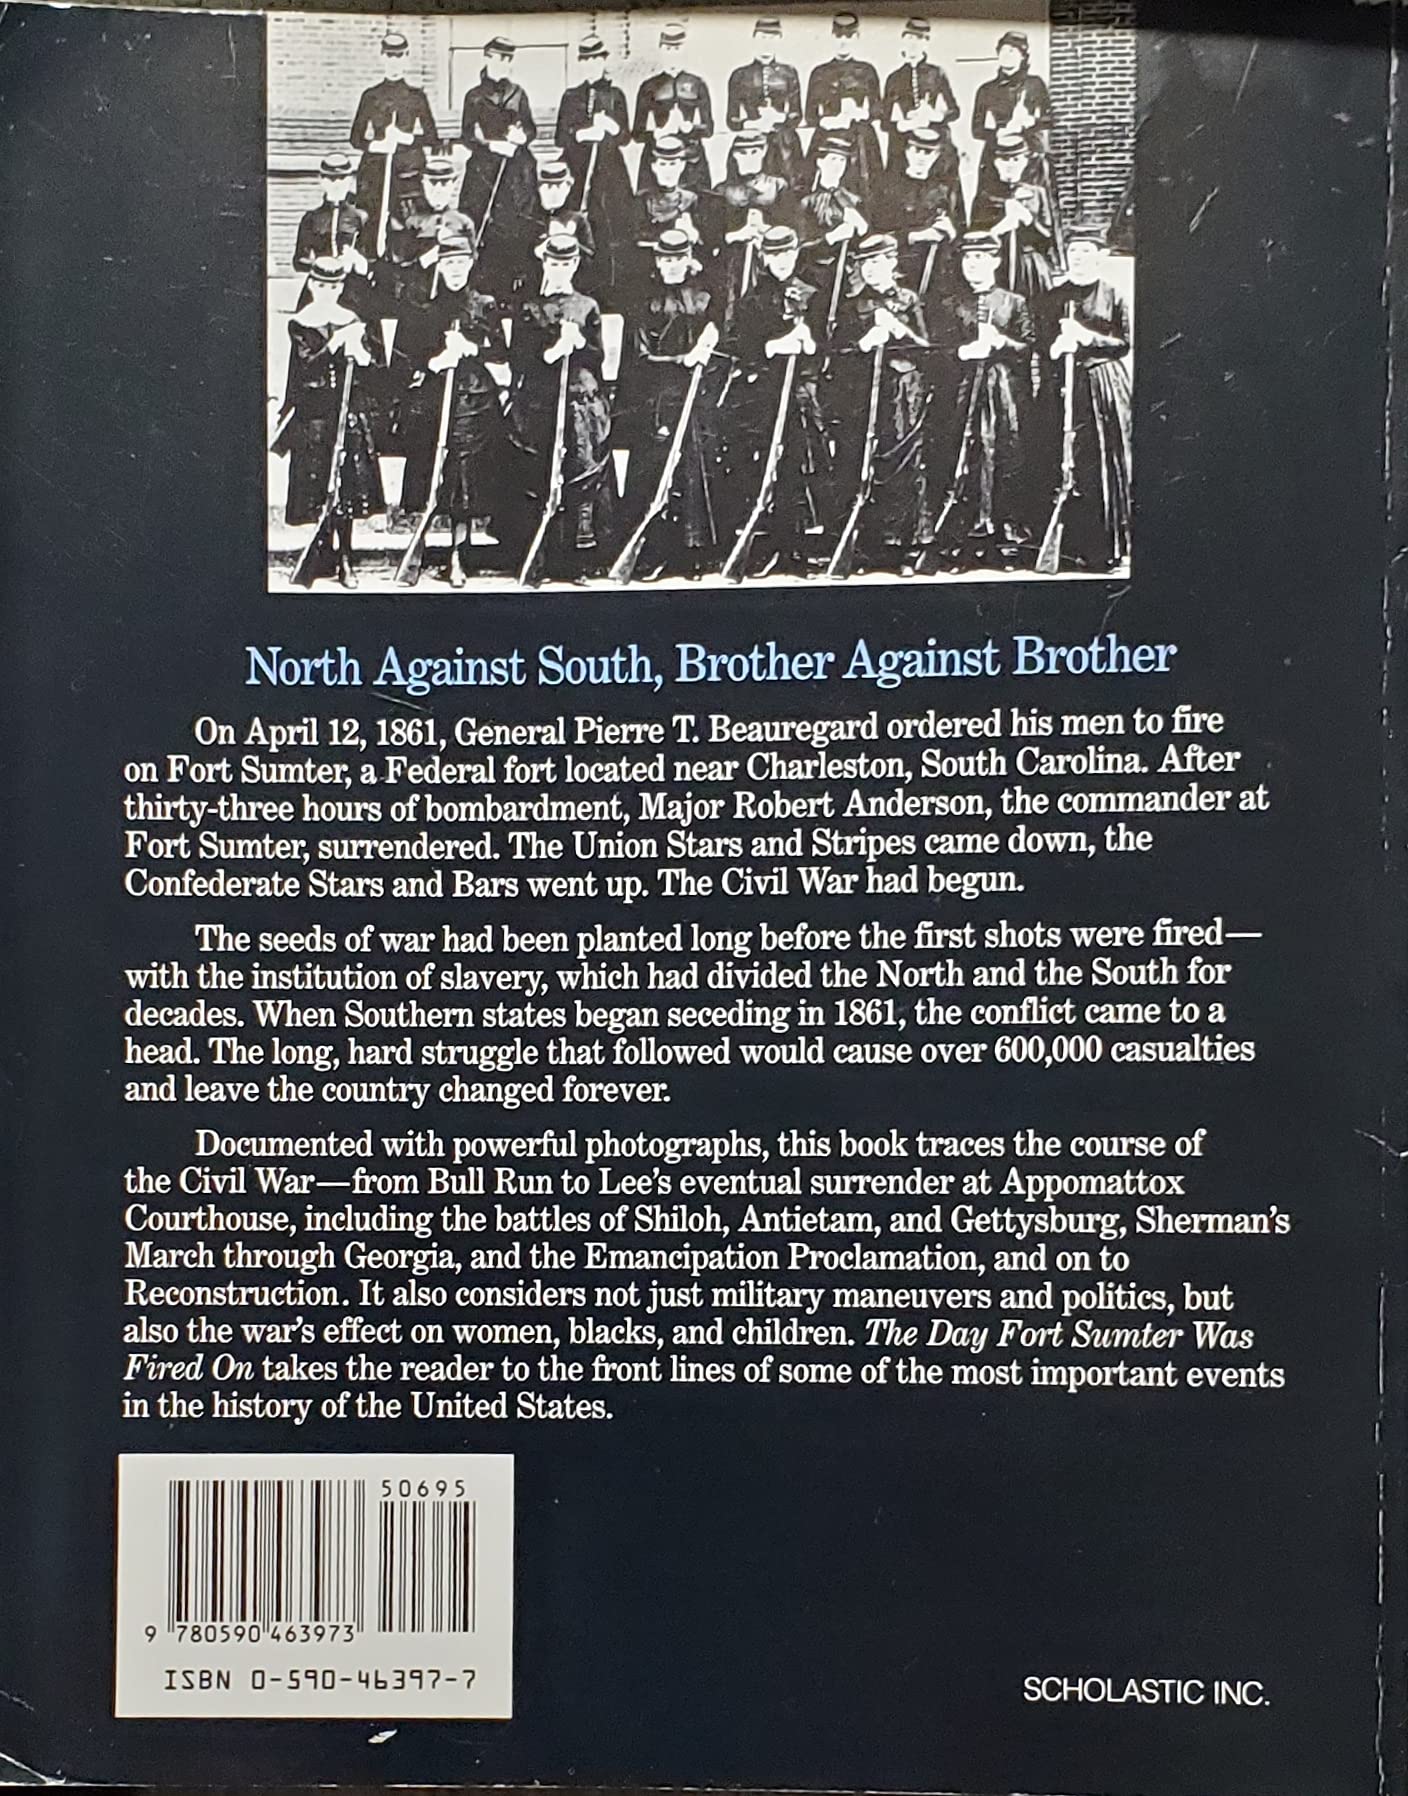 North Against South, Brother Against Brother
On April 12, 1861, General Pierre T. Beauregard ordered his men to fire
on Fort Sumter, a Federal fort located near Charleston, South Carolina. After
thirty-three hours of bombardment, Major Robert Anderson, the commander at
Fort Sumter, surrendered. The Union Stars and Stripes came down, the
Confederate Stars and Bars went up. The Civil War had begun.
The seeds of war had been planted long before the first shots were fired—
with the institution of slavery, which had divided the North and the South for
decades. When Southern states began seceding in 1861, the conflict came to a
head. The long, hard struggle that followed would cause over 600,000 casualties
and leave the country changed forever.
Documented with powerful photographs, this book traces the course of
the Civil War—from Bull Run to Lee's eventual surrender at Appomattox
Courthouse, including the battles of Shiloh, Antietam, and Gettysburg, Sherman's
March through Georgia, and the Emancipation Proclamation, and on to
Reconstruction. It also considers not just military maneuvers and politics, but
also the war's effect on women, blacks, and children. The Day Fort Sumter Was
Fired On takes the reader to the front lines of some of the most important events
in the history of the United States.
50695
9 780590 463973
ISBN 0-590-46397-7
SCHOLASTIC INC.